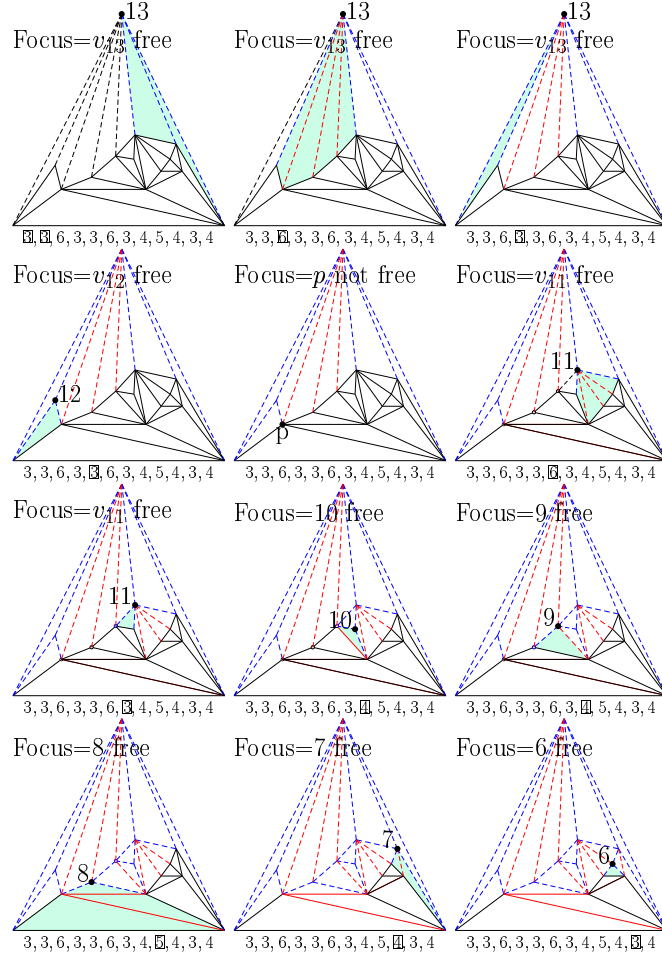 13 13 13
Focus=v13 free Focus=v13 free Focus=v13 free
3, 3, 6, 3, 3, 6, 3, 4, 5, 4, 3, 4 3, 3, 6, 3, 3, 6, 3, 4, 5, 4, 3, 4 3, 3, 6, 3, 3, 6, 3, 4, 5, 4, 3, 4
Focus=v12 free Focus=p not free Focus=v11 free
12 p 11
3, 3, 6, 3, 3, 6, 3, 4, 5, 4, 3, 4 3, 3, 6, 3, 3, 6, 3, 4, 5, 4, 3, 4 3, 3, 6, 3, 3, 6, 3, 4, 5, 4, 3, 4
Focus=v11 free Focus=10 free Focus=9 free
11 10 9
3, 3, 6, 3, 3, 6, 3, 4, 5, 4, 3, 4 3, 3, 6, 3, 3, 6, 3, 4, 5, 4, 3, 4 3, 3, 6, 3, 3, 6, 3, 4, 5, 4, 3, 4
Focus=8 free Focus=7 free Focus=6 free
8 7 6
3, 3, 6, 3, 3, 6, 3, 4, 5, 4, 3, 4 3, 3, 6, 3, 3, 6, 3, 4, 5, 4, 3, 4 3, 3, 6, 3, 3, 6, 3, 4, 5, 4, 3, 4